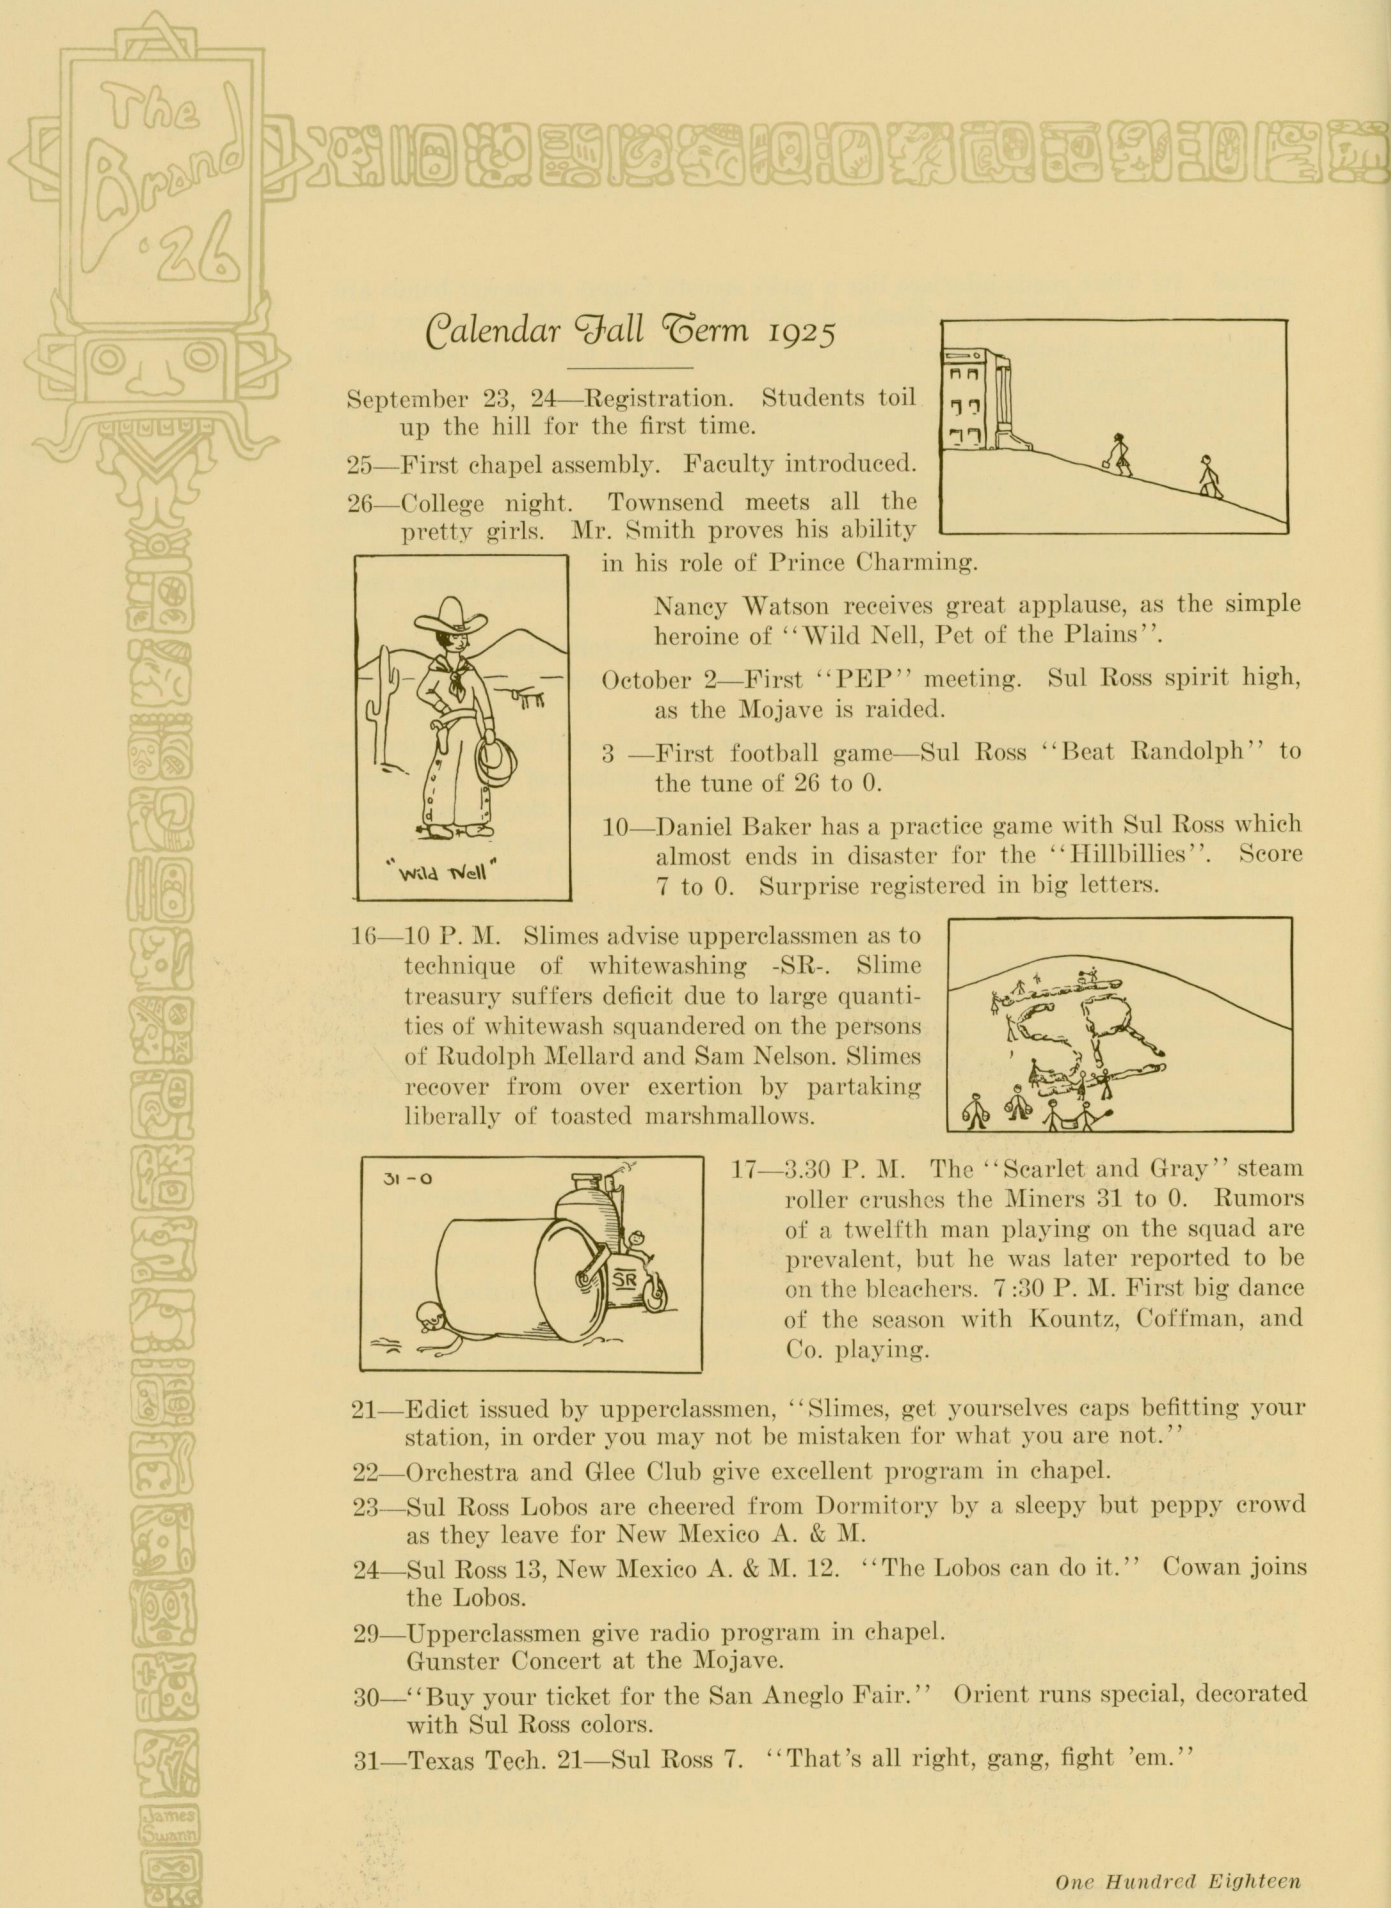 The
Brand
'26
Calendar Fall Term 1925
September 23, 24—Registration. Students toil
up the hill for the first time.
25—First chapel assembly. Faculty introduced.
26—College night. Townsend meets all the
pretty girls. Mr. Smith proves his ability
in his role of Prince Charming.
Nancy Watson receives great applause, as the simple
heroine of "Wild Nell, Pet of the Plains".
October 2—First "PEP" meeting. Sul Ross spirit high,
as the Mojave is raided.
3 —First football game—Sul Ross "Beat Randolph" to
the tune of 26 to 0.
10—Daniel Baker has a practice game with Sul Ross which
almost ends in disaster for the "Hillbillies". Score
7 to 0. Surprise registered in big letters.
"Wild Nell"
16—10 P. M. Slimes advise upperclassmen as to
technique of whitewashing -SR-. Slime
treasury suffers deficit due to large quanti-
ties of whitewash squandered on the persons
of Rudolph Mellard and Sam Nelson. Slimes
recover from over exertion by partaking
liberally of toasted marshmallows.
31-0
SR
17—3.30 P. M. The "Scarlet and Gray" steam
roller crushes the Miners 31 to 0. Rumors
of a twelfth man playing on the squad are
prevalent, but he was later reported to be
on the bleachers. 7:30 P. M. First big dance
of the season with Kountz, Coffman, and
Co. playing.
21—Edict issued by upperclassmen, "Slimes, get yourselves caps befitting your
station, in order you may not be mistaken for what you are not."
22—Orchestra and Glee Club give excellent program in chapel.
23—Sul Ross Lobos are cheered from Dormitory by a sleepy but peppy crowd
as they leave for New Mexico A. & M.
24—Sul Ross 13, New Mexico A. & M. 12. "The Lobos can do it." Cowan joins
the Lobos.
29—Upperclassmen give radio program in chapel.
Gunster Concert at the Mojave.
30—"Buy your ticket for the San Aneglo Fair." Orient runs special, decorated
with Sul Ross colors.
31—Texas Tech. 21—Sul Ross 7. "That's all right, gang, fight 'em."
James
Swann
One Hundred Eighteen